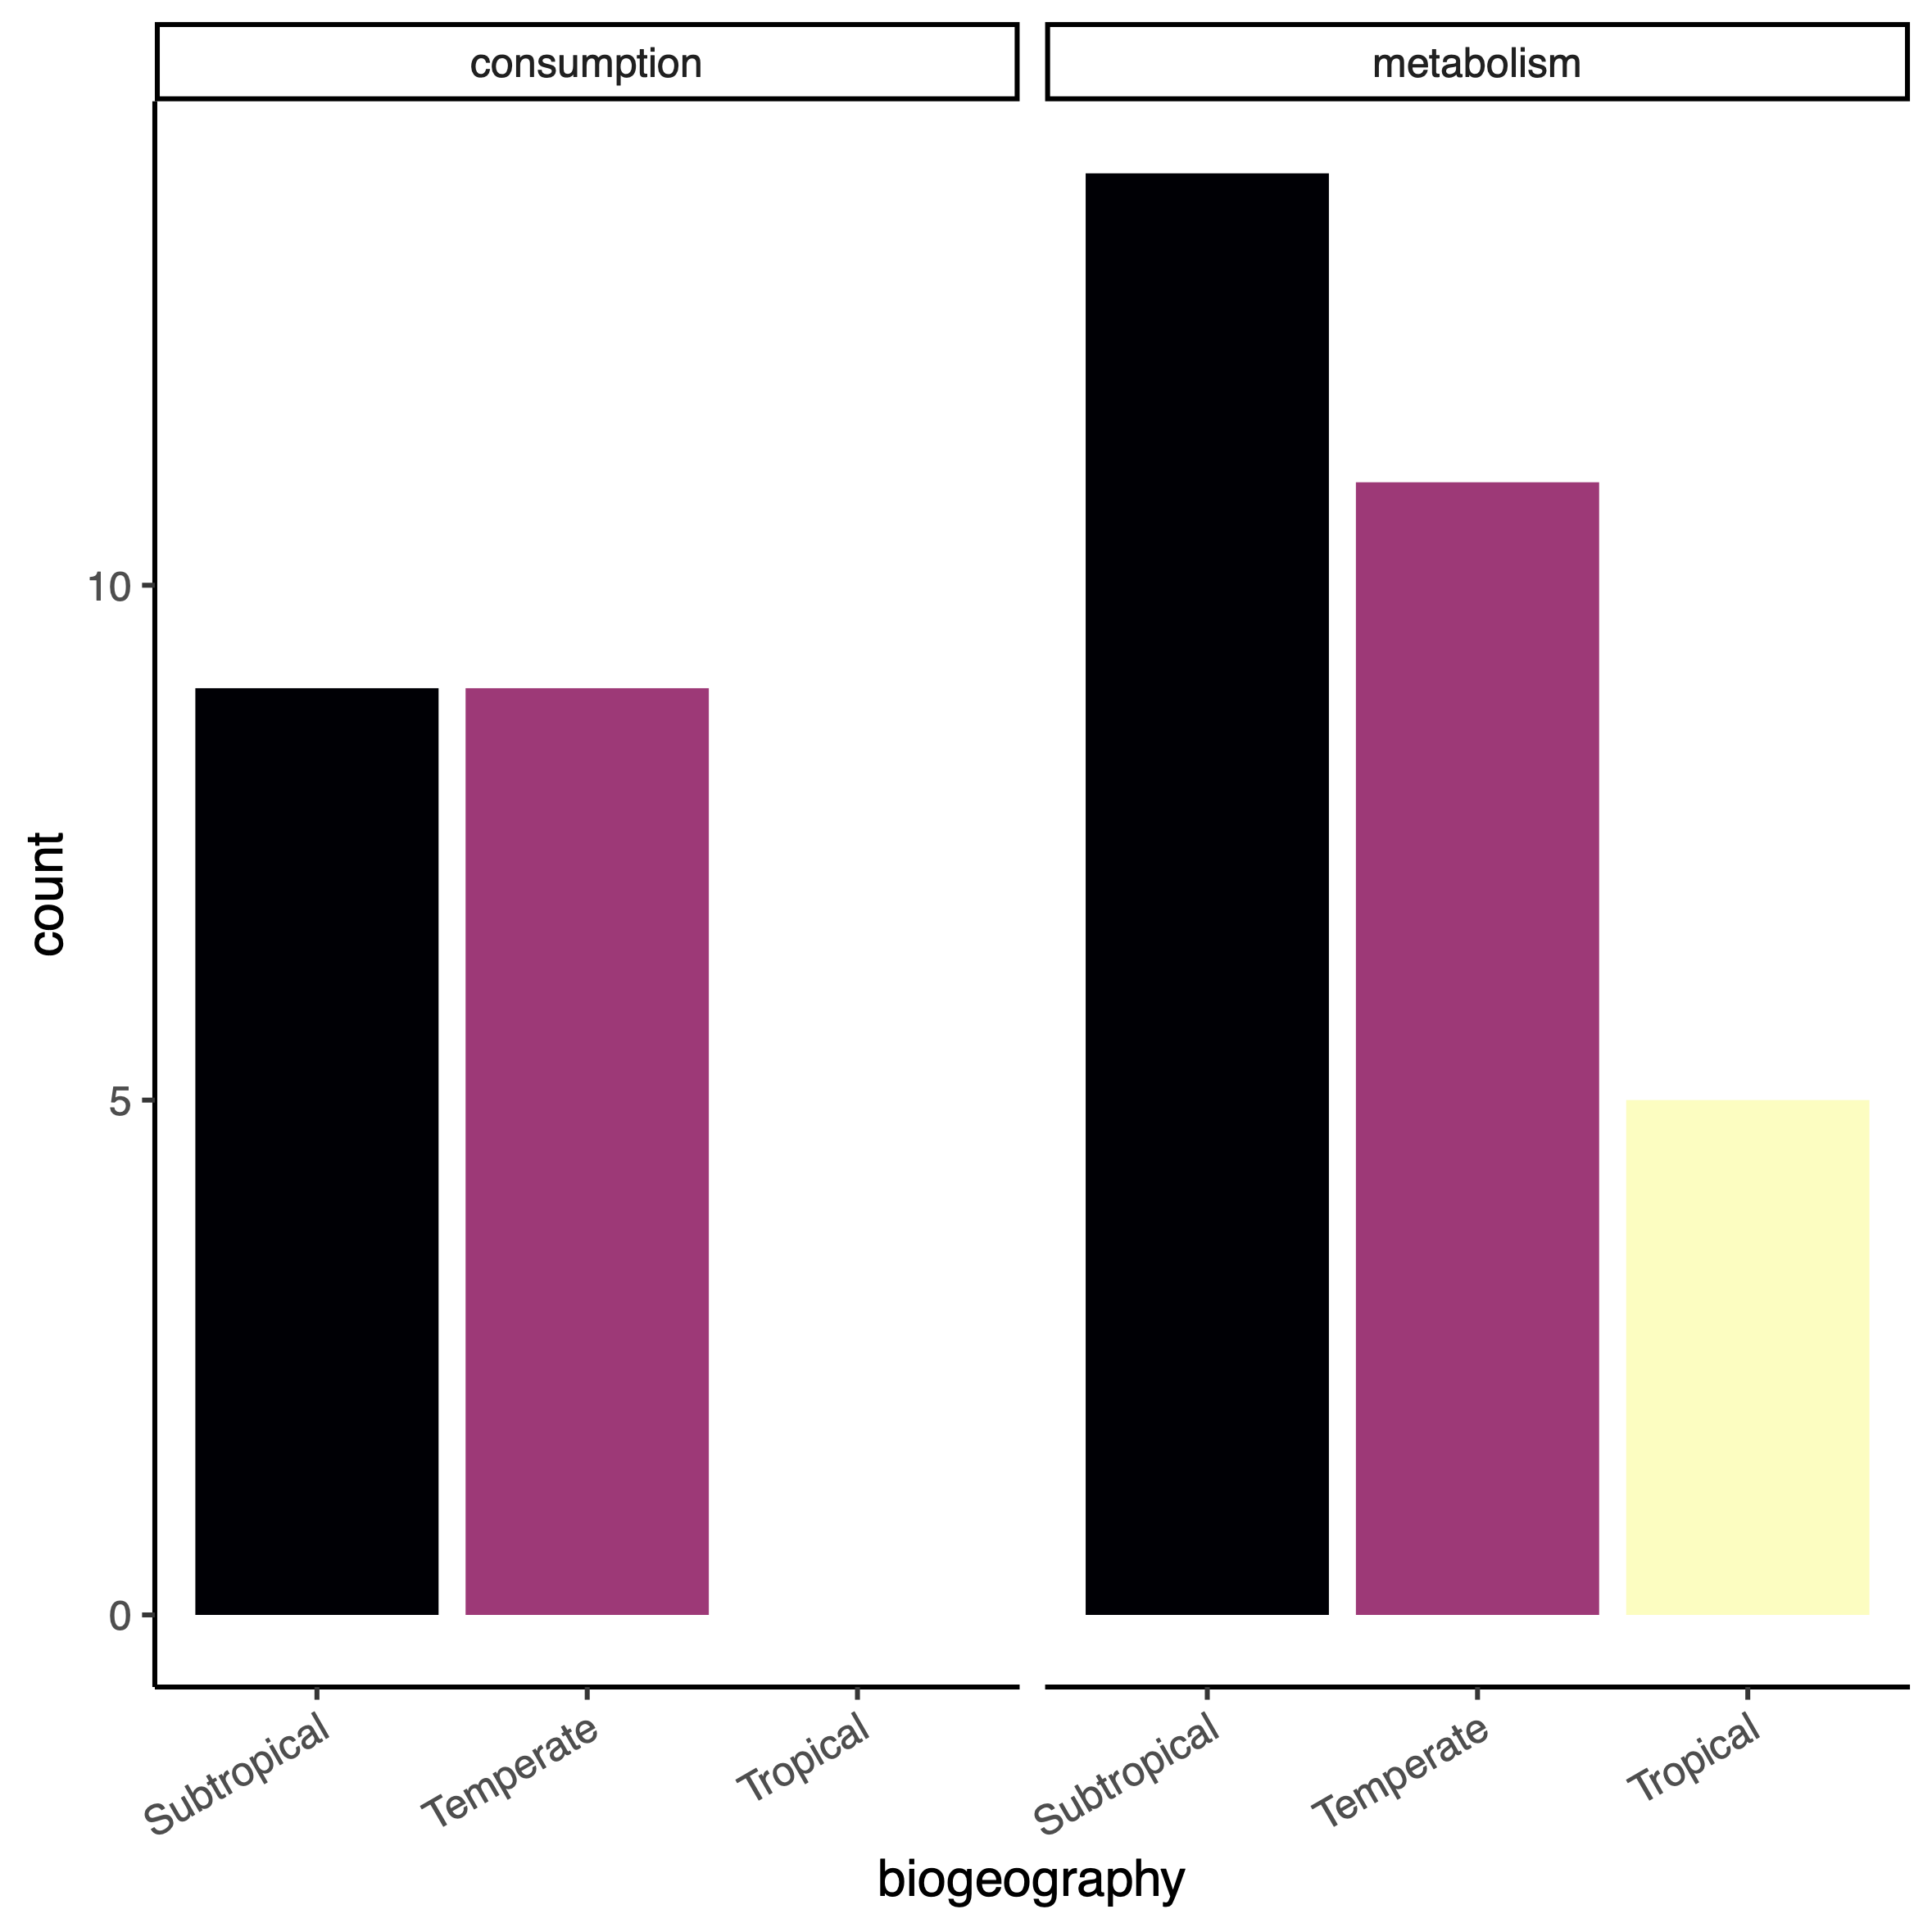 consumption
metabolism
count
10
5
0
Subtropical
Temperate
Tropical
Subtropical
Temperate
Tropical
biogeography